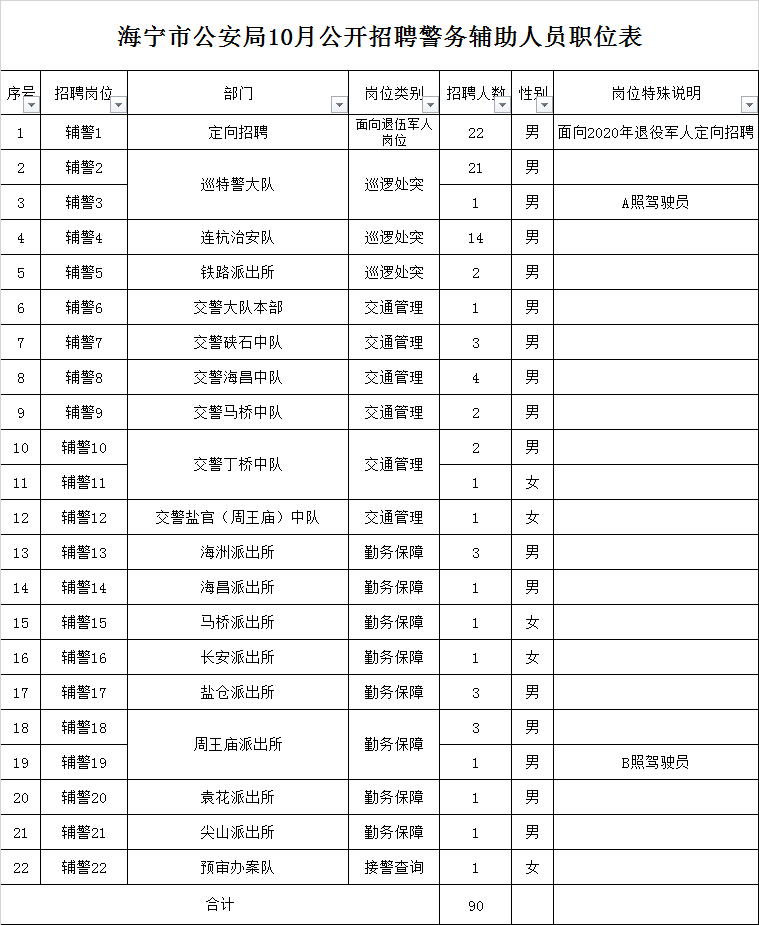 海宁市公安局10月公开招聘警务辅助人员职位表
序号 招聘岗位 部门 岗位类别 招聘人数 性别 岗位特殊说明
1 辅警1 定向招聘 面向退伍军人岗位 22 男 面向2020年退役军人定向招聘
2 辅警2 巡特警大队 巡逻处突 21 男
3 辅警3 1 男 A照驾驶员
4 辅警4 连杭治安队 巡逻处突 14 男
5 辅警5 铁路派出所 巡逻处突 2 男
6 辅警6 交警大队本部 交通管理 1 男
7 辅警7 交警硖石中队 交通管理 3 男
8 辅警8 交警海昌中队 交通管理 4 男
9 辅警9 交警马桥中队 交通管理 2 男
10 辅警10 交警丁桥中队 交通管理 2 男
11 辅警11 1 女
12 辅警12 交警盐官（周王庙）中队 交通管理 1 女
13 辅警13 海洲派出所 勤务保障 3 男
14 辅警14 海昌派出所 勤务保障 1 男
15 辅警15 马桥派出所 勤务保障 1 女
16 辅警16 长安派出所 勤务保障 1 女
17 辅警17 盐仓派出所 勤务保障 3 男
18 辅警18 周王庙派出所 勤务保障 3 男
19 辅警19 1 男 B照驾驶员
20 辅警20 袁花派出所 勤务保障 1 男
21 辅警21 尖山派出所 勤务保障 1 男
22 辅警22 预审办案队 接警查询 1 女
合计 90